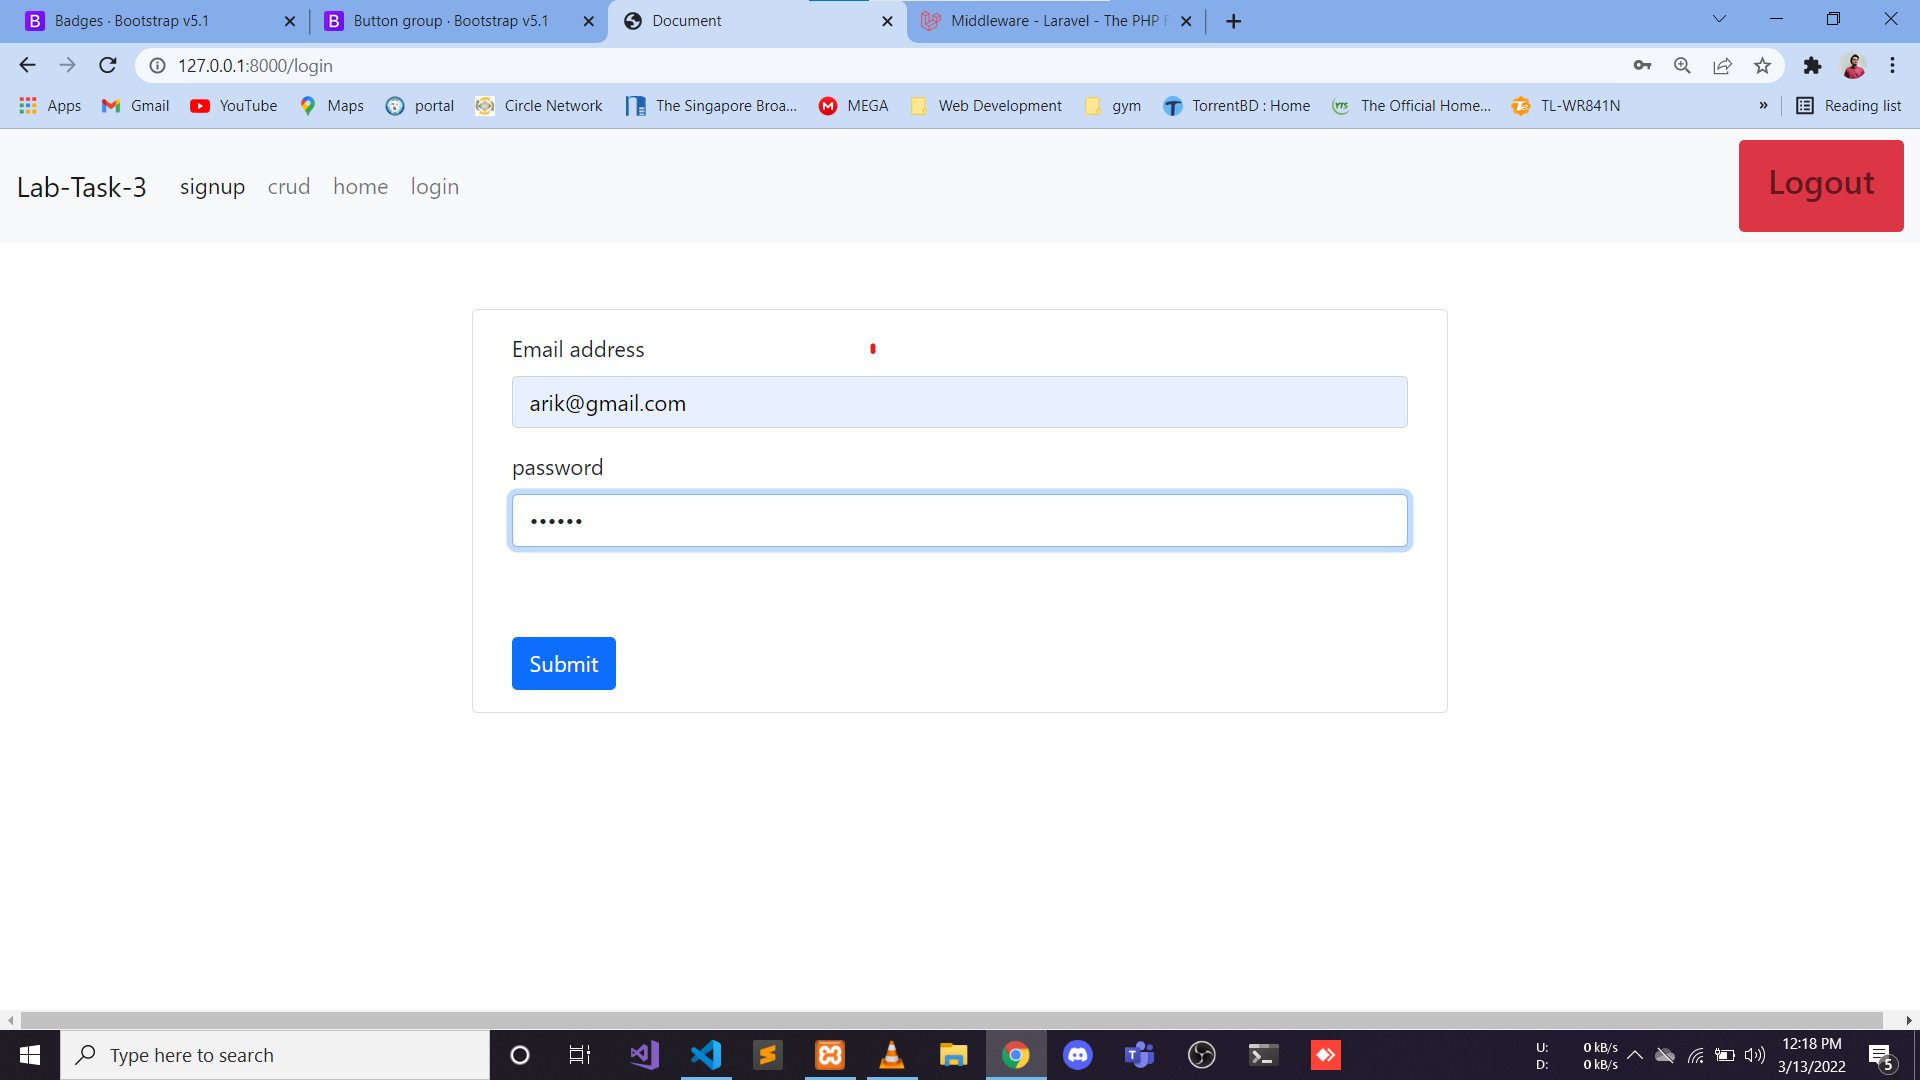 Badges · Bootstrap v5.1
Button group · Bootstrap v5.1
Document
Middleware - Laravel - The PHP F
127.0.0.1:8000/login
Apps
Gmail
YouTube
Maps
portal
Circle Network
The Singapore Broa...
MEGA
Web Development
gym
TorrentBD : Home
The Official Home...
TL-WR841N
»
Reading list
Lab-Task-3
signup
crud
home
login
Logout
Email address
arik@gmail.com
password
••••••
Submit
Type here to search
U: 0 kB/s
D: 0 kB/s
12:18 PM
3/13/2022
5